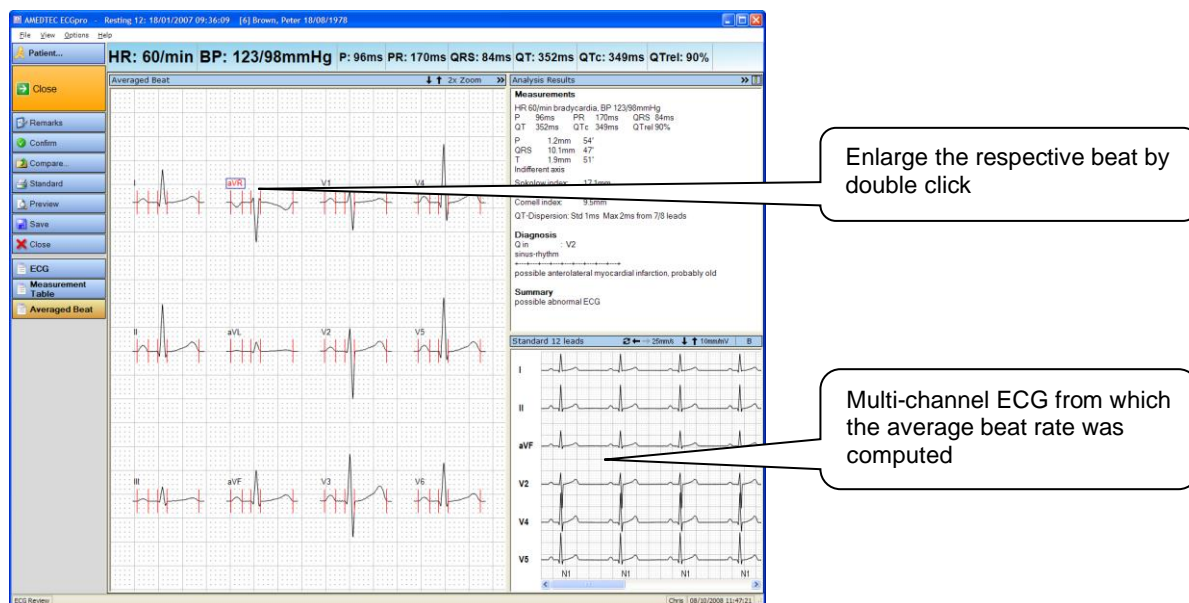 AMEDTEC ECGpro - Resting 12: 18/01/2007 09:36:09 [6] Brown, Peter 18/08/1978
File View Options Help
Patient...
HR: 60/min BP: 123/98mmHg P: 96ms PR: 170ms QRS: 84ms QT: 352ms QTc: 349ms QTrel: 90%
Close
Remarks
Confirm
Compare...
Standard
Preview
Save
Close
ECG
Measurement
Table
Averaged Beat
Averaged Beat 2x Zoom
I aVR V1 V4
II aVL V2 V5
III aVF V3 V6
Analysis Results
Measurements
HR 60/min bradycardia, BP 123/98mmHg
P 96ms PR 170ms QRS 84ms
QT 352ms QTc 349ms QTrel 90%
P 1.2mm 54°
QRS 10.1mm 47°
T 1.9mm 51°
Indifferent axis
Sokolow index: 17.1mm
Cornell index: 9.5mm
QT-Dispersion: Std 1ms Max 2ms from 7/8 leads
Diagnosis
Q in : V2
sinus-rhythm
possible anterolateral myocardial infarction, probably old
Summary
possible abnormal ECG
Standard 12 leads 25mm/s 10mm/mV B
I
II
aVF
V2
V4
V5
N1 N1 N1 N1
ECG Review Chris 08/10/2008 11:47:21
Enlarge the respective beat by
double click
Multi-channel ECG from which
the average beat rate was
computed